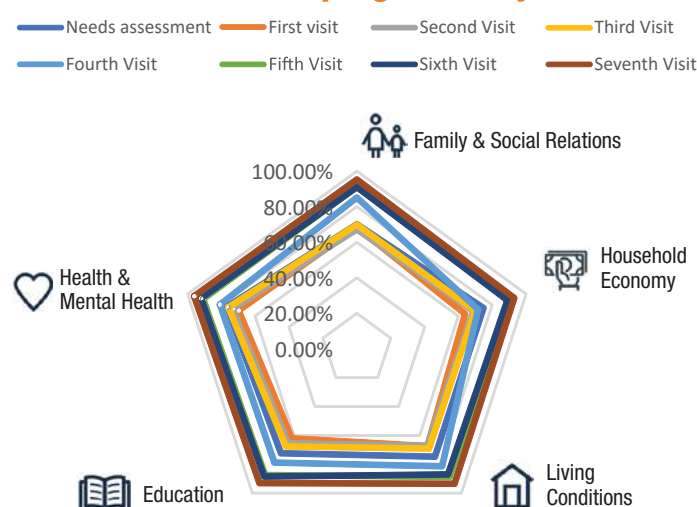 Needs assessment First visit Second Visit Third Visit
Fourth Visit Fifth Visit Sixth Visit Seventh Visit
Family & Social Relations
100.00%
80.00%
60.00%
40.00%
20.00%
0.00%
Household
Economy
Health &
Mental Health
Living
Conditions
Education